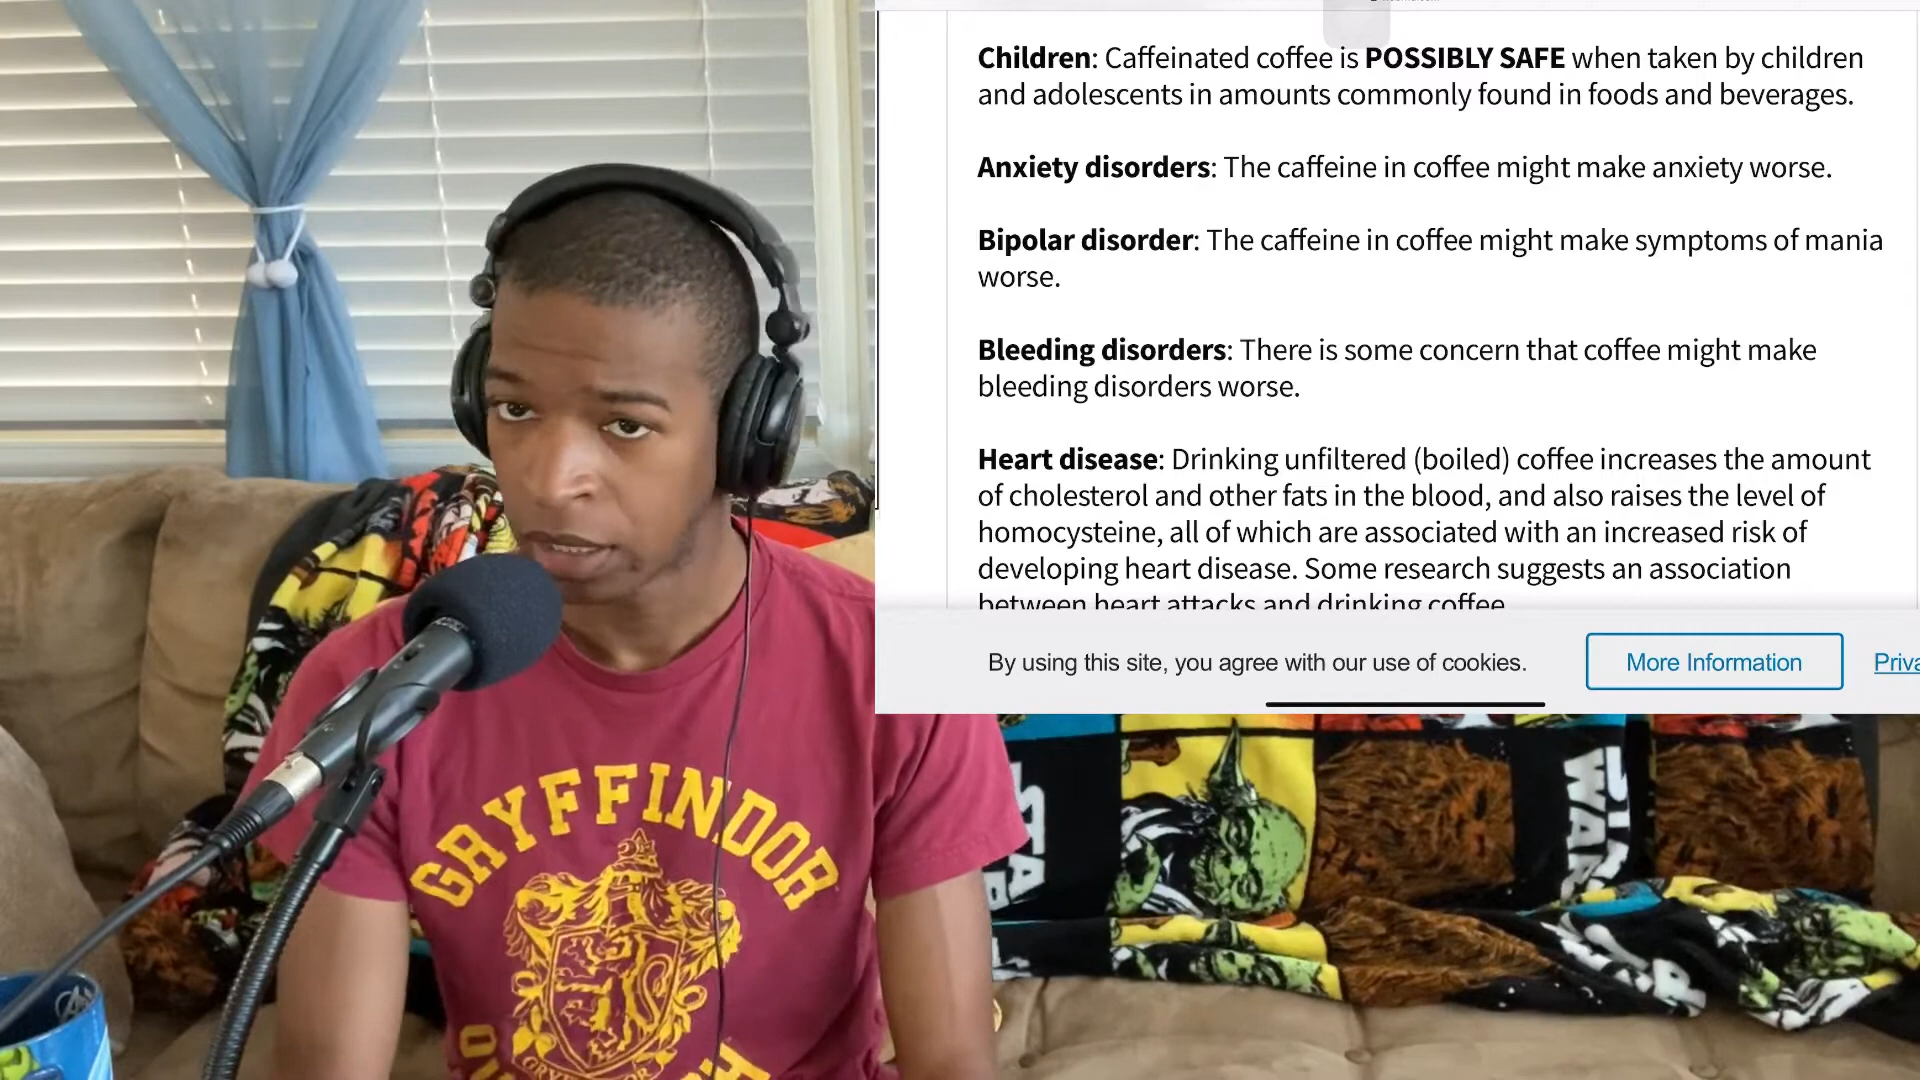 Children: Caffeinated coffee is POSSIBLY SAFE when taken by children
and adolescents in amounts commonly found in foods and beverages.
Anxiety disorders: The caffeine in coffee might make anxiety worse.
Bipolar disorder: The caffeine in coffee might make symptoms of mania
worse.
Bleeding disorders: There is some concern that coffee might make
bleeding disorders worse.
Heart disease: Drinking unfiltered (boiled) coffee increases the amount
of cholesterol and other fats in the blood, and also raises the level of
homocysteine, all of which are associated with an increased risk of
developing heart disease. Some research suggests an association
between heart attacks and drinking coffee.
By using this site, you agree with our use of cookies.
More Information
Priva
GRYFFINDOR
STAR
WARS